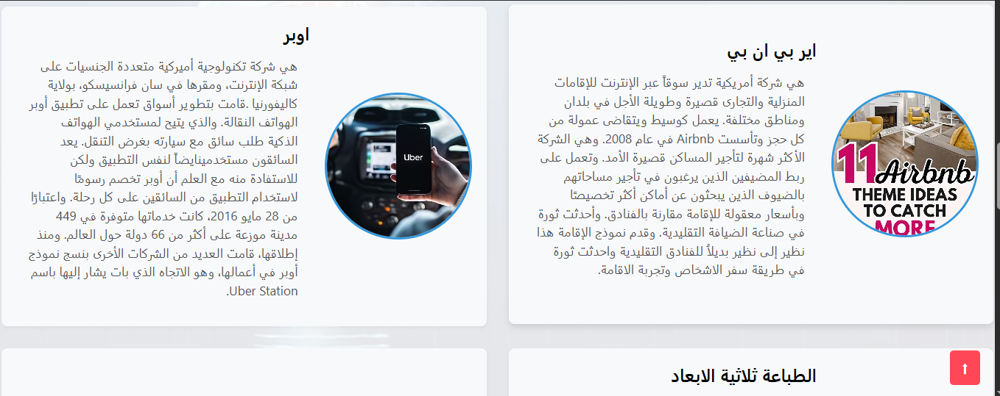 اير بي ان بي
هي شركة أمريكية تدير سوقاً عبر الإنترنت للإقامات
المنزلية والتجارى قصيرة وطويلة الأجل في بلدان
ومناطق مختلفة. يعمل كوسيط ويتقاضى عمولة من
كل حجز وتأسست Airbnb في عام 2008. وهي الشركة
الأكثر شهرة لتأجير المساكن قصيرة الأمد. وتعمل على
ربط المضيفين الذين يرغبون في تأجير مساحاتهم
بالضيوف الذين يبحثون عن أماكن أكثر تخصيصًا
وبأسعار معقولة للإقامة مقارنة بالفنادق. وأحدثت ثورة
في صناعة الضيافة التقليدية. وقدم نموذج الإقامة هذا
نظير إلى نظير بديلاً للفنادق التقليدية واحدثت ثورة
في طريقة سفر الاشخاص وتجربة الاقامة.
11 Airbnb
THEME IDEAS
TO CATCH
MORE
اوبر
هي شركة تكنولوجية أميركية متعددة الجنسيات على
شبكة الإنترنت، ومقرها في سان فرانسيسكو، بولاية
كاليفورنيا .قامت بتطوير أسواق تعمل على تطبيق أوبر
الهواتف النقالة. والذي يتيح لمستخدمي الهواتف
الذكية طلب سائق مع سيارته بغرض التنقل. يعد
السائقون مستخدمينايضاً لنفس التطبيق ولكن
للاستفادة منه مع العلم أن أوبر تخصم رسومًا
لاستخدام التطبيق من السائقين على كل رحلة. واعتبارًا
من 28 مايو 2016، كانت خدماتها متوفرة في 449
مدينة موزعة على أكثر من 66 دولة حول العالم. ومنذ
إطلاقها، قامت العديد من الشركات الأخرى بنسج نموذج
أوبر في أعمالها، وهو الاتجاه الذي بات يشار إليها باسم
Uber Station.
Uber
الطباعة ثلاثية الابعاد